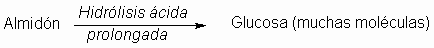 Almidón Hidrólisis ácida prolongada Glucosa (muchas moléculas)